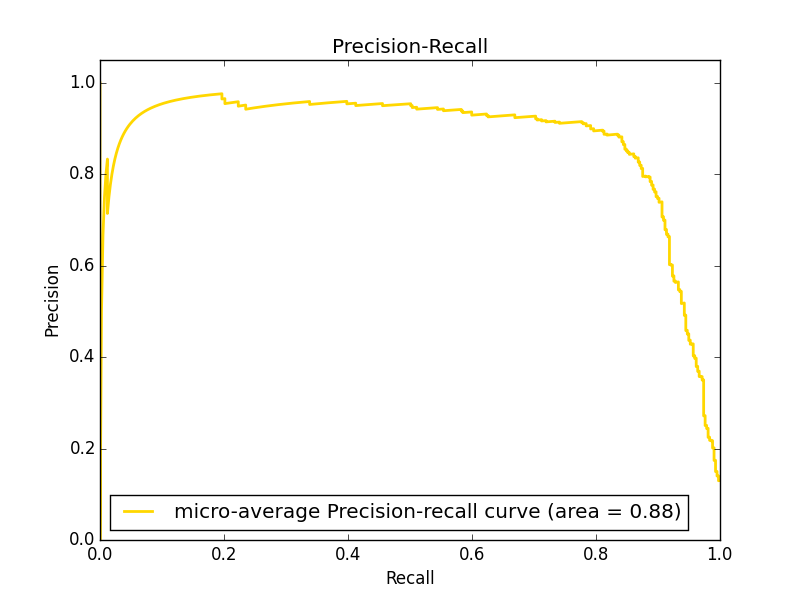 Precision-Recall
1.0
0.8
0.6
0.4
0.2
0.0
Precision
micro-average Precision-recall curve (area = 0.88)
0.0 0.2 0.4 0.6 0.8 1.0
Recall